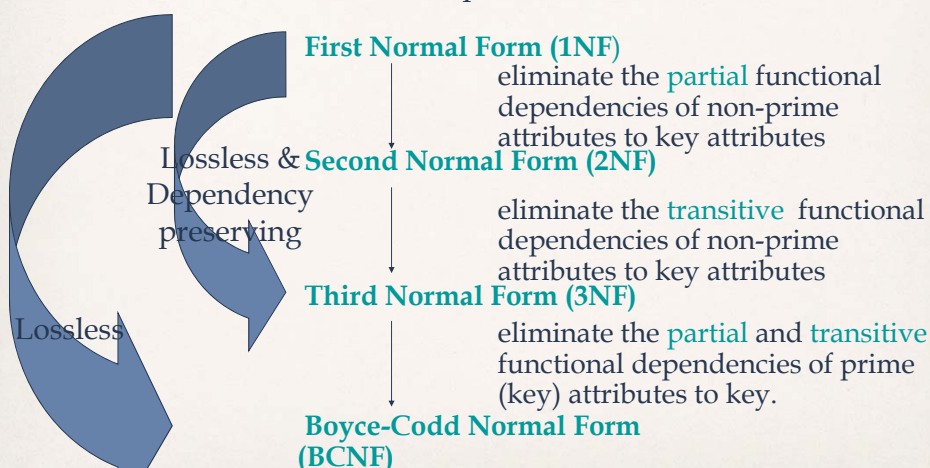 First Normal Form (1NF)
eliminate the partial functional
dependencies of non-prime
attributes to key attributes
Lossless &
Dependency
preserving
Second Normal Form (2NF)
eliminate the transitive functional
dependencies of non-prime
attributes to key attributes
Third Normal Form (3NF)
Lossless
eliminate the partial and transitive
functional dependencies of prime
(key) attributes to key.
Boyce-Codd Normal Form
(BCNF)